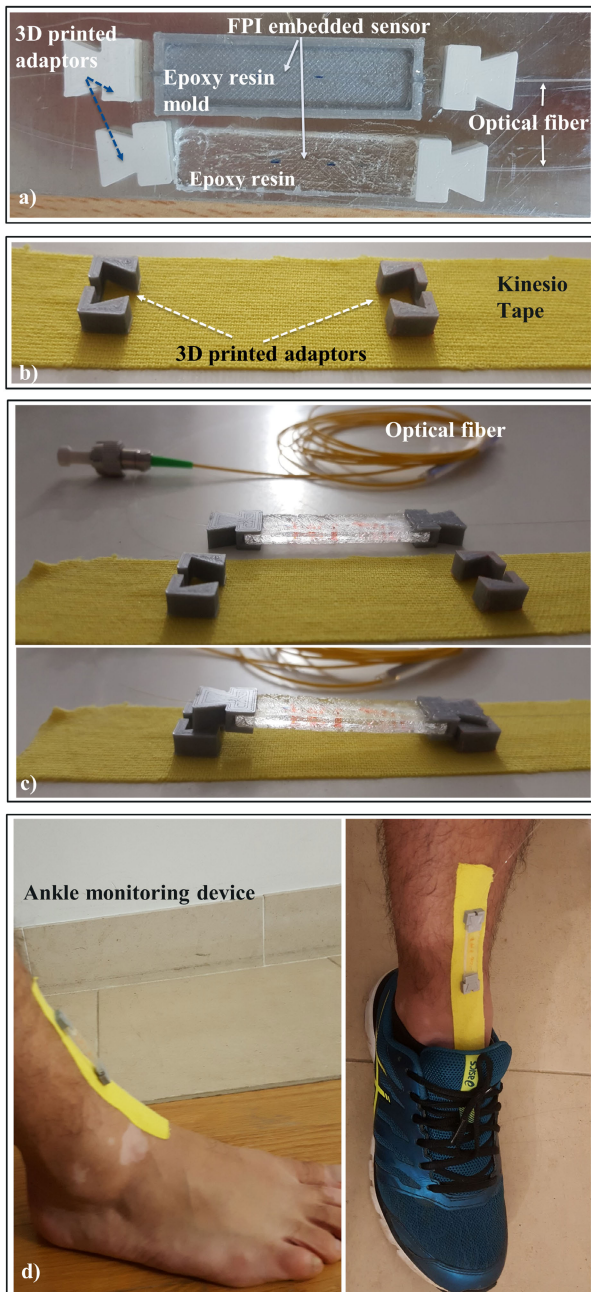 3D printed
adaptors
FPI embedded sensor
Epoxy resin
mold
Optical fiber
Epoxy resin
a)
Kinesio
Tape
3D printed adaptors
b)
Optical fiber
c)
Ankle monitoring device
asics
d)